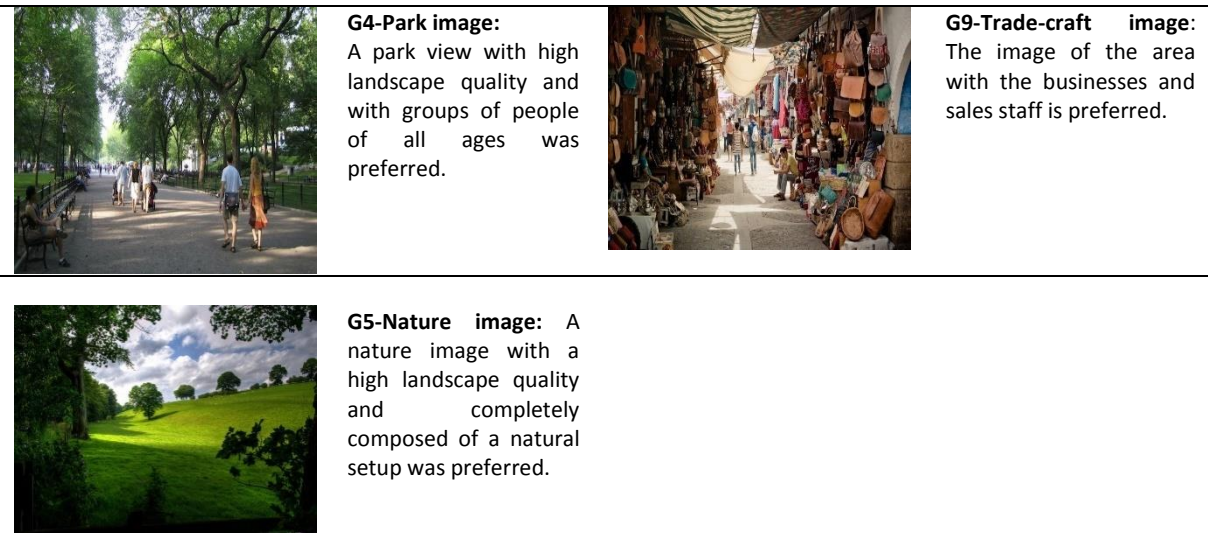 G4-Park image:
A park view with high
landscape quality and
with groups of people
of all ages was
preferred.
G9-Trade-craft image:
The image of the area
with the businesses and
sales staff is preferred.
G5-Nature image: A
nature image with a
high landscape quality
and completely
composed of a natural
setup was preferred.